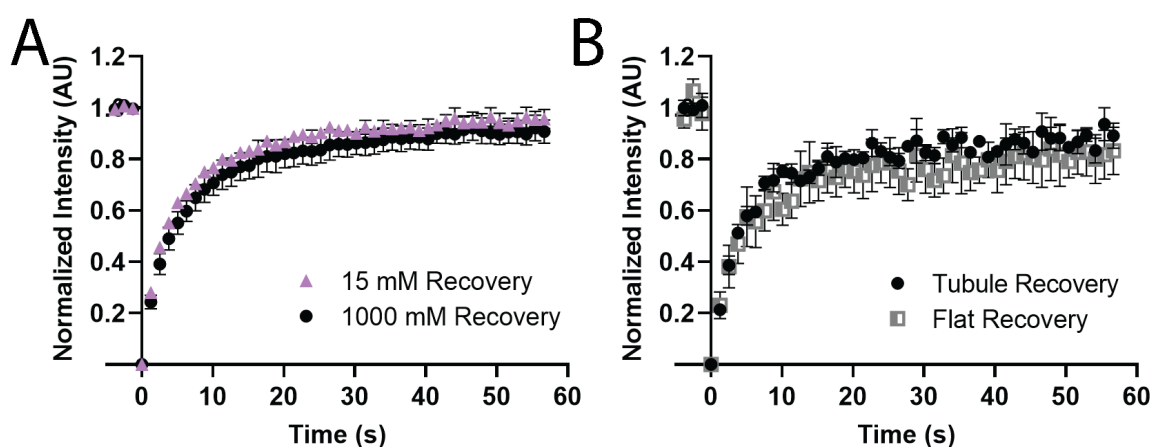 A
Normalized Intensity (AU)
1.2
1
0.8
0.6
0.4
0.2
15 mM Recovery
1000 mM Recovery
0 10 20 30 40 50 60
Time (s)
B
Normalized Intensity (AU)
1.2
1
0.8
0.6
0.4
0.2
Tubule Recovery
Flat Recovery
0 10 20 30 40 50 60
Time (s)